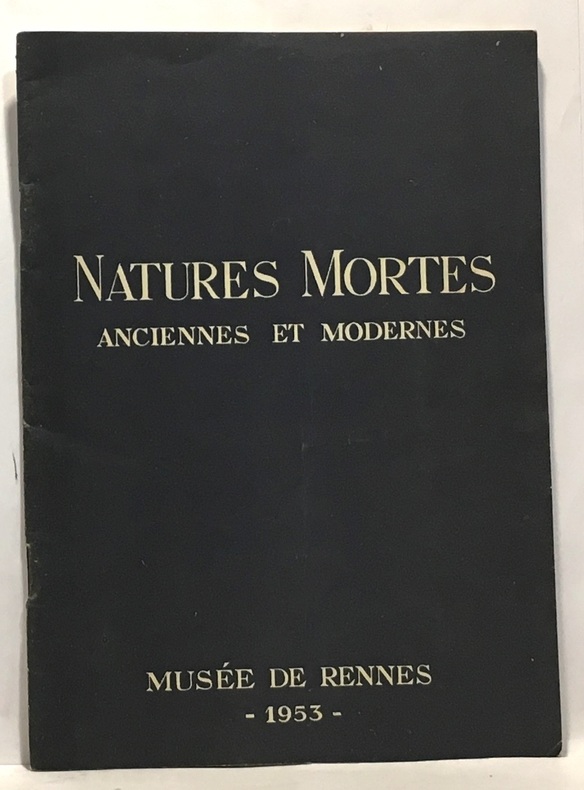 NATURES MORTES
ANCIENNES ET MODERNES
MUSÉE DE RENNES
- 1953 -